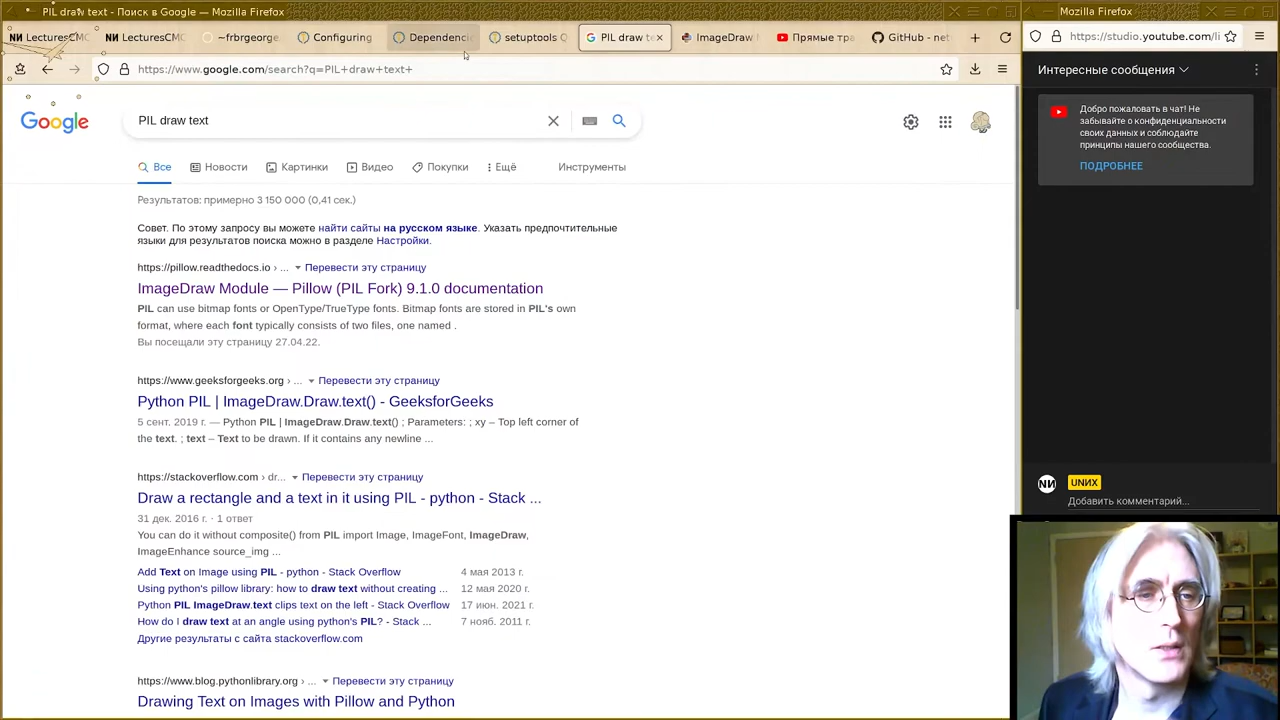 PIL draw text - Поиск в Google — Mozilla Firefox
Mozilla Firefox
LecturesCMC
LecturesCMC
~frbrgeorge
Configuring
Dependenci
setuptools Q
PIL draw te
ImageDraw M
Прямые тра
GitHub - net
https://studio.youtube.com/li
https://www.google.com/search?q=PIL+draw+text+
Интересные сообщения
Google
PIL draw text
Добро пожаловать в чат! Не
забывайте о конфиденциальности
своих данных и соблюдайте
принципы нашего сообщества.
ПОДРОБНЕЕ
Все
Новости
Картинки
Видео
Покупки
Ещё
Инструменты
Результатов: примерно 3 150 000 (0,41 сек.)
Совет. По этому запросу вы можете найти сайты на русском языке. Указать предпочтительные
языки для результатов поиска можно в разделе Настройки.
https://pillow.readthedocs.io › ... Перевести эту страницу
ImageDraw Module — Pillow (PIL Fork) 9.1.0 documentation
PIL can use bitmap fonts or OpenType/TrueType fonts. Bitmap fonts are stored in PIL's own
format, where each font typically consists of two files, one named .
Вы посещали эту страницу 27.04.22.
https://www.geeksforgeeks.org › ... Перевести эту страницу
Python PIL | ImageDraw.Draw.text() - GeeksforGeeks
5 сент. 2019 г. — Python PIL | ImageDraw.Draw.text() ; Parameters: ; xy – Top left corner of
the text. ; text – Text to be drawn. If it contains any newline ...
https://stackoverflow.com › dr... Перевести эту страницу
Draw a rectangle and a text in it using PIL - python - Stack ...
31 дек. 2016 г. · 1 ответ
You can do it without composite() from PIL import Image, ImageFont, ImageDraw,
ImageEnhance source_img ...
Add Text on Image using PIL - python - Stack Overflow 4 мая 2013 г.
Using python's pillow library: how to draw text without creating ... 12 мая 2020 г.
Python PIL ImageDraw.text clips text on the left - Stack Overflow 17 июн. 2021 г.
How do I draw text at an angle using python's PIL? - Stack ... 7 нояб. 2011 г.
Другие результаты с сайта stackoverflow.com
https://www.blog.pythonlibrary.org › ... Перевести эту страницу
Drawing Text on Images with Pillow and Python
NИ
UNИX
Добавить комментарий...